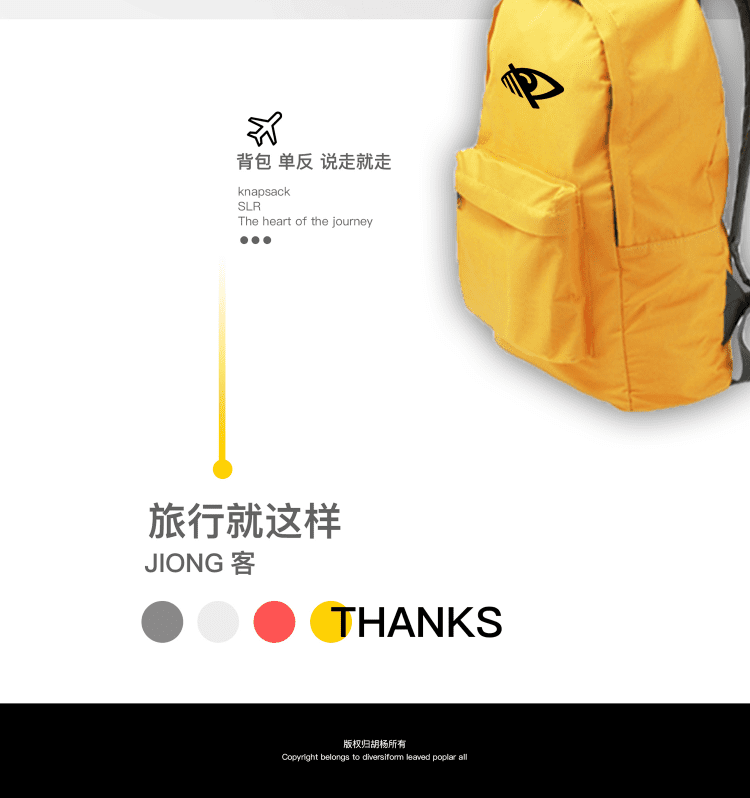 背包 单反 说走就走
knapsack
SLR
The heart of the journey
旅行就这样
JIONG 客
THANKS
版权归胡杨所有
Copyright belongs to diversiform leaved poplar all